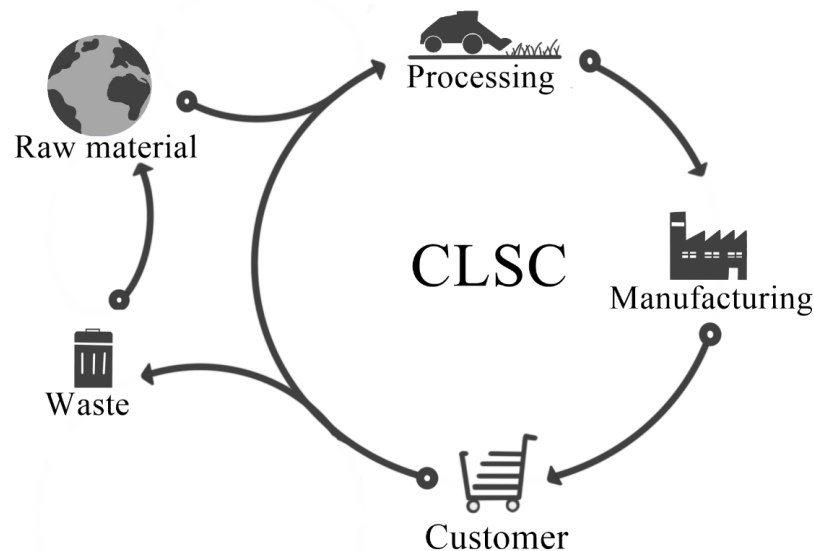 Processing
Raw material
CLSC
Manufacturing
Waste
Customer